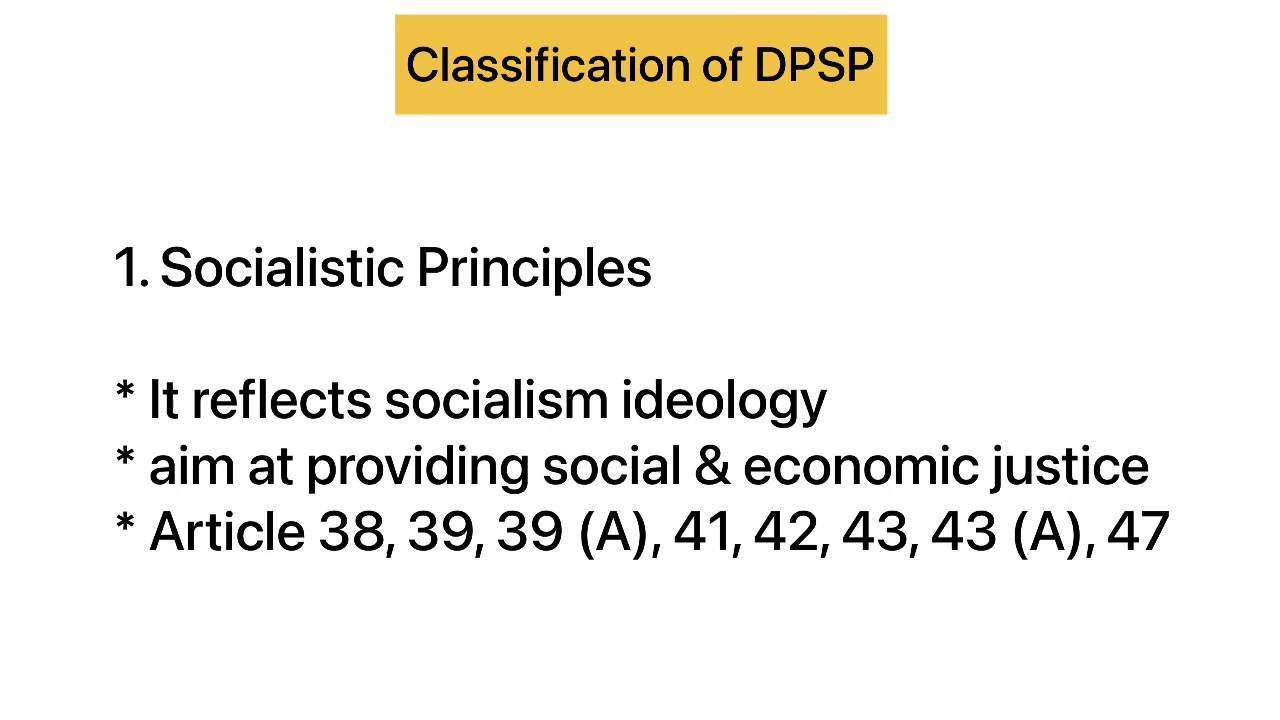 Classification of DPSP
1. Socialistic Principles
* It reflects socialism ideology
* aim at providing social & economic justice
* Article 38, 39, 39 (A), 41, 42, 43, 43 (A), 47